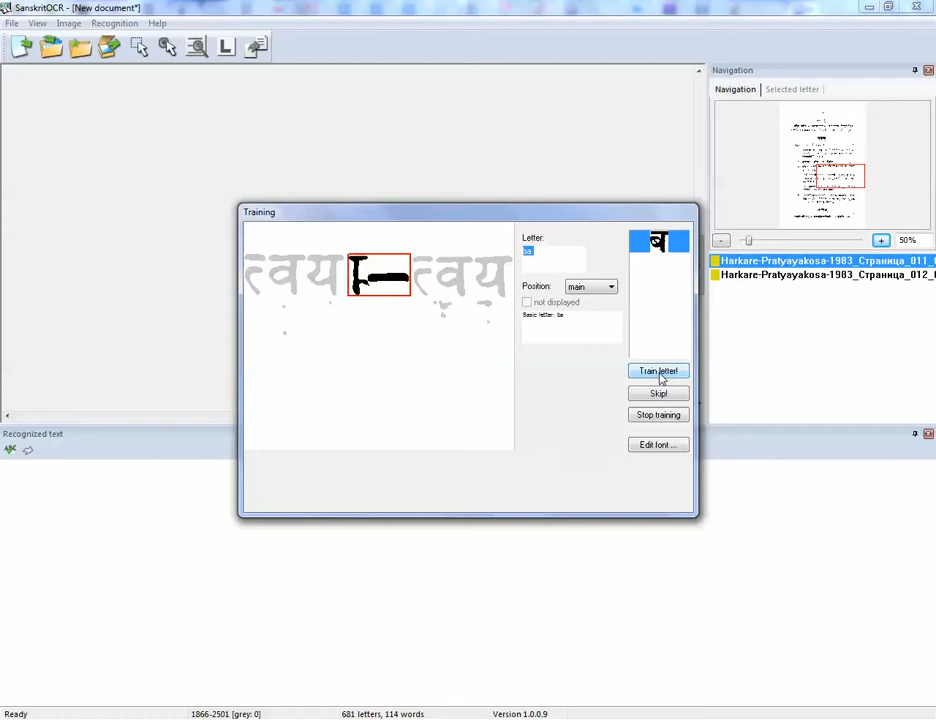 SanskritOCR - [New document*]
File View Image Recognition Help
L
Navigation
Navigation Selected letter
- + 50%
Harkare-Pratyayakosa-1983_Страница_011_
Harkare-Pratyayakosa-1983_Страница_012_
Training
त्वय त्वय
Letter:
ba
Position: main
not displayed
Basic letter: ba
ब
Train letter!
Skip!
Stop training
Edit font ...
Recognized text
Ready 1866-2501 [grey: 0] 681 letters, 114 words Version 1.0.0.9